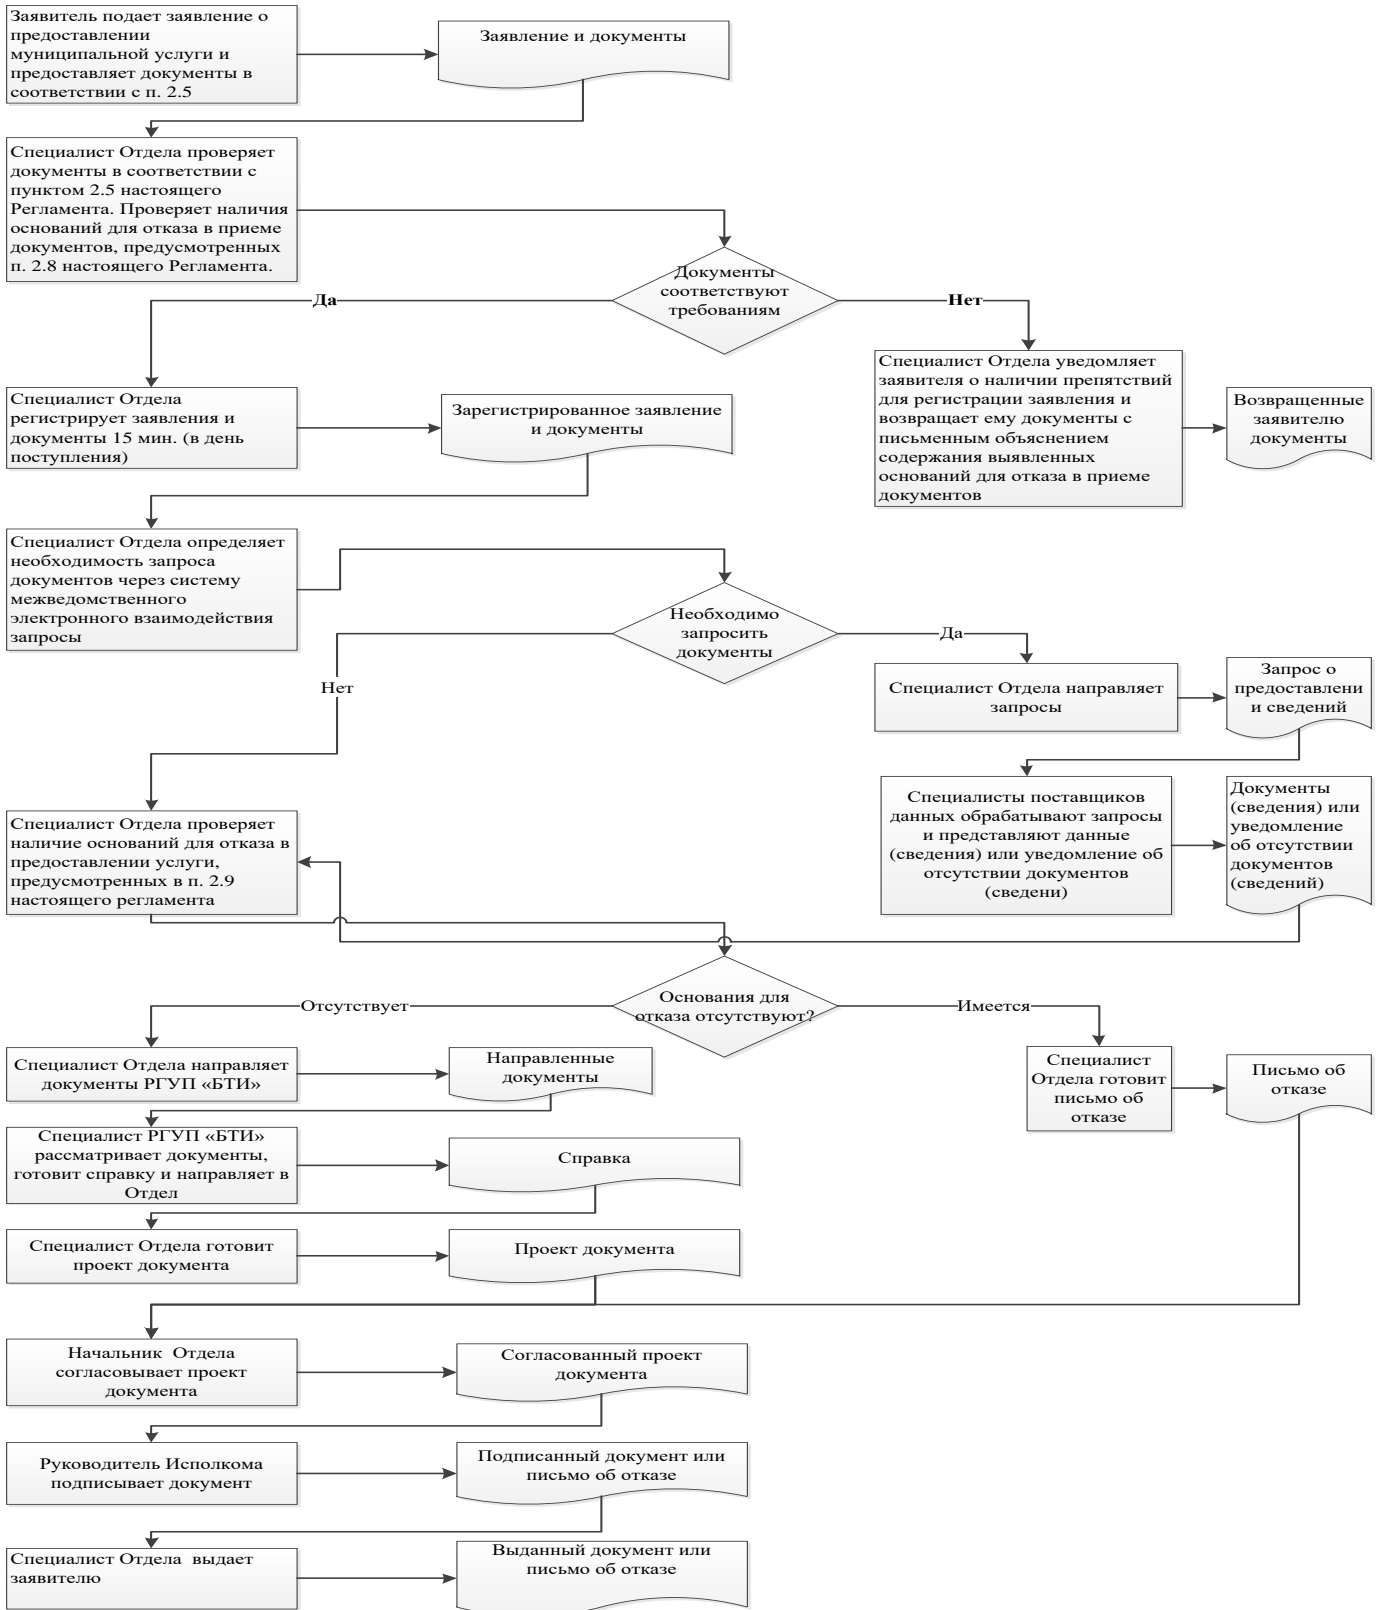 Заявитель подает заявление о
предоставлении
муниципальной услуги и
предоставляет документы в
соответствии с п. 2.5
Заявление и документы
Специалист Отдела проверяет
документы в соответствии с
пунктом 2.5 настоящего
Регламента. Проверяет наличия
оснований для отказа в приеме
документов, предусмотренных
п. 2.8 настоящего Регламента.
Документы
соответствуют
требованиям
Да
Нет
Специалист Отдела
регистрирует заявления и
документы 15 мин. (в день
поступления)
Зарегистрированное заявление
и документы
Специалист Отдела уведомляет
заявителя о наличии препятствий
для регистрации заявления и
возвращает ему документы с
письменным объяснением
содержания выявленных
оснований для отказа в приеме
документов
Возвращенные
заявителю
документы
Специалист Отдела определяет
необходимость запроса
документов через систему
межведомственного
электронного взаимодействия
запросы
Необходимо
запросить
документы
Да
Нет
Специалист Отдела направляет
запросы
Запрос о
предоставлени
и сведений
Специалисты поставщиков
данных обрабатывают запросы
и представляют данные
(сведения) или уведомление об
отсутствии документов
(сведени)
Документы
(сведения) или
уведомление
об отсутствии
документов
(сведений)
Специалист Отдела проверяет
наличие оснований для отказа в
предоставлении услуги,
предусмотренных в п. 2.9
настоящего регламента
Основания для
отказа отсутствуют?
Отсутствует
Имеется
Специалист Отдела направляет
документы РГУП «БТИ»
Направленные
документы
Специалист
Отдела готовит
письмо об
отказе
Письмо об
отказе
Специалист РГУП «БТИ»
рассматривает документы,
готовит справку и направляет в
Отдел
Справка
Специалист Отдела готовит
проект документа
Проект документа
Начальник  Отдела
согласовывает проект
документа
Согласованный проект
документа
Руководитель Исполкома
подписывает документ
Подписанный документ или
письмо об отказе
Специалист Отдела  выдает
заявителю
Выданный документ или
письмо об отказе